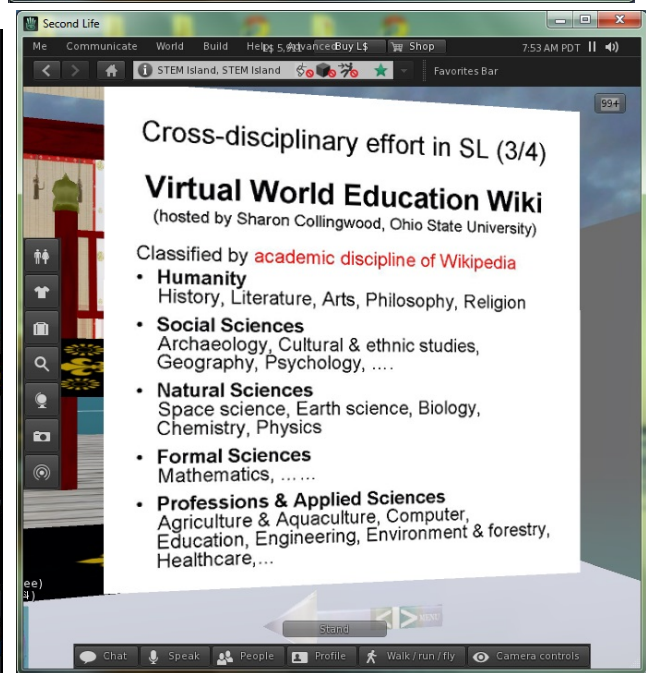 Second Life
Me Communicate World Build Help Advanced Buy L$ Shop 7:53 AM PDT
STEM Island, STEM Island Favorites Bar
99+
Cross-disciplinary effort in SL (3/4)
Virtual World Education Wiki
(hosted by Sharon Collingwood, Ohio State University)
Classified by academic discipline of Wikipedia
• Humanity
History, Literature, Arts, Philosophy, Religion
• Social Sciences
Archaeology, Cultural & ethnic studies,
Geography, Psychology, ….
• Natural Sciences
Space science, Earth science, Biology,
Chemistry, Physics
• Formal Sciences
Mathematics, ……
• Professions & Applied Sciences
Agriculture & Aquaculture, Computer,
Education, Engineering, Environment & forestry,
Healthcare,…
ee)
Stand
Chat Speak People Profile Walk / run / fly Camera controls